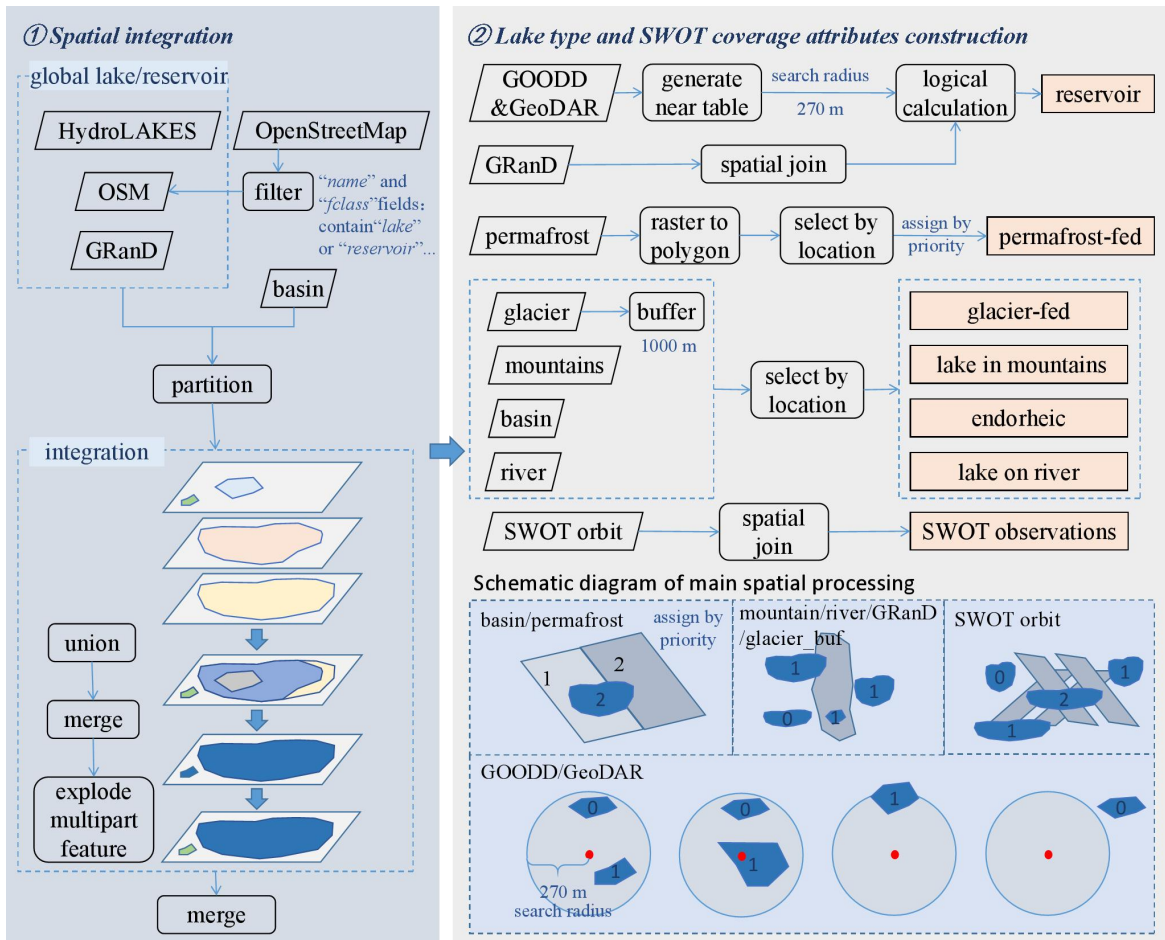 ① Spatial integration
global lake/reservoir
HydroLAKES
OpenStreetMap
OSM
filter
“name” and
“fclass”fields：
contain“lake”
or “reservoir”...
GRanD
basin
partition
integration
union
merge
explode
multipart
feature
merge
② Lake type and SWOT coverage attributes construction
GOODD
&GeoDAR
generate
near table
search radius
270 m
logical
calculation
reservoir
GRanD
spatial join
permafrost
raster to
polygon
select by
location
assign by
priority
permafrost-fed
glacier
buffer
1000 m
mountains
basin
river
select by
location
glacier-fed
lake in mountains
endorheic
lake on river
SWOT orbit
spatial
join
SWOT observations
Schematic diagram of main spatial processing
basin/permafrost
assign by
priority
1
2
2
mountain/river/GRanD
/glacier_buf
1
1
0
1
SWOT orbit
0
1
2
1
GOODD/GeoDAR
0
1
270 m
search radius
0
1
1
0